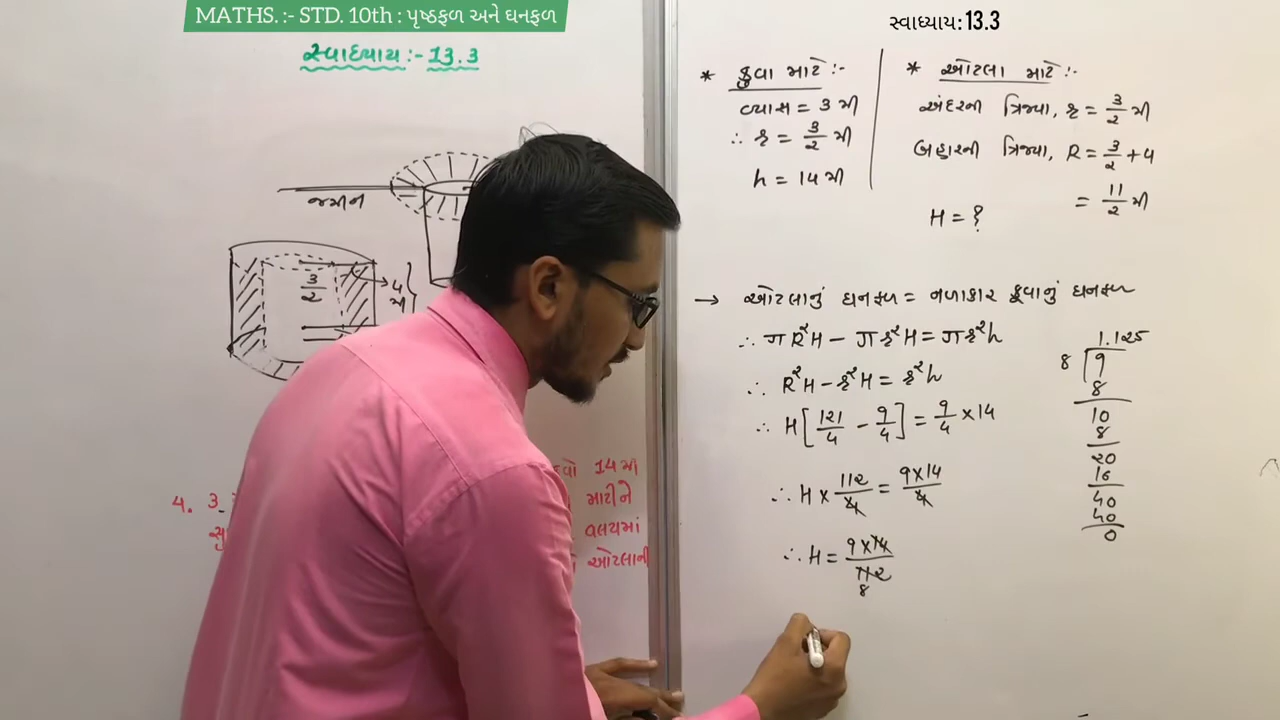 MATHS. :- STD. 10th : પૃષ્ઠફળ અને ઘનફળ
સ્વાધ્યાય :- 13.3
જમીન
3/2
4 મી
4. 3
વો 14 મી
માટીને
વલયમાં
ઓટલાની
સ્વાધ્યાય: 13.3
* કુવા માટે :-
વ્યાસ = 3 મી
∴ r = 3/2 મી
h = 14 મી
* ઓટલા માટે :-
અંદરની ત્રિજ્યા, r = 3/2 મી
બહારની ત્રિજ્યા, R = 3/2 + 4
= 11/2 મી
H = ?
→ ઓટલાનું ઘનફળ = નળાકાર કૂવાનું ઘનફળ
∴ πR²H - πr²H = πr²h
∴ R²H - r²H = r²h
∴ H[121/4 - 9/4] = 9/4 × 14
∴ H × 112/4 = 9×14/4
∴ H = 9×14/112
8
1.125
8 9
8
10
8
20
16
40
40
0